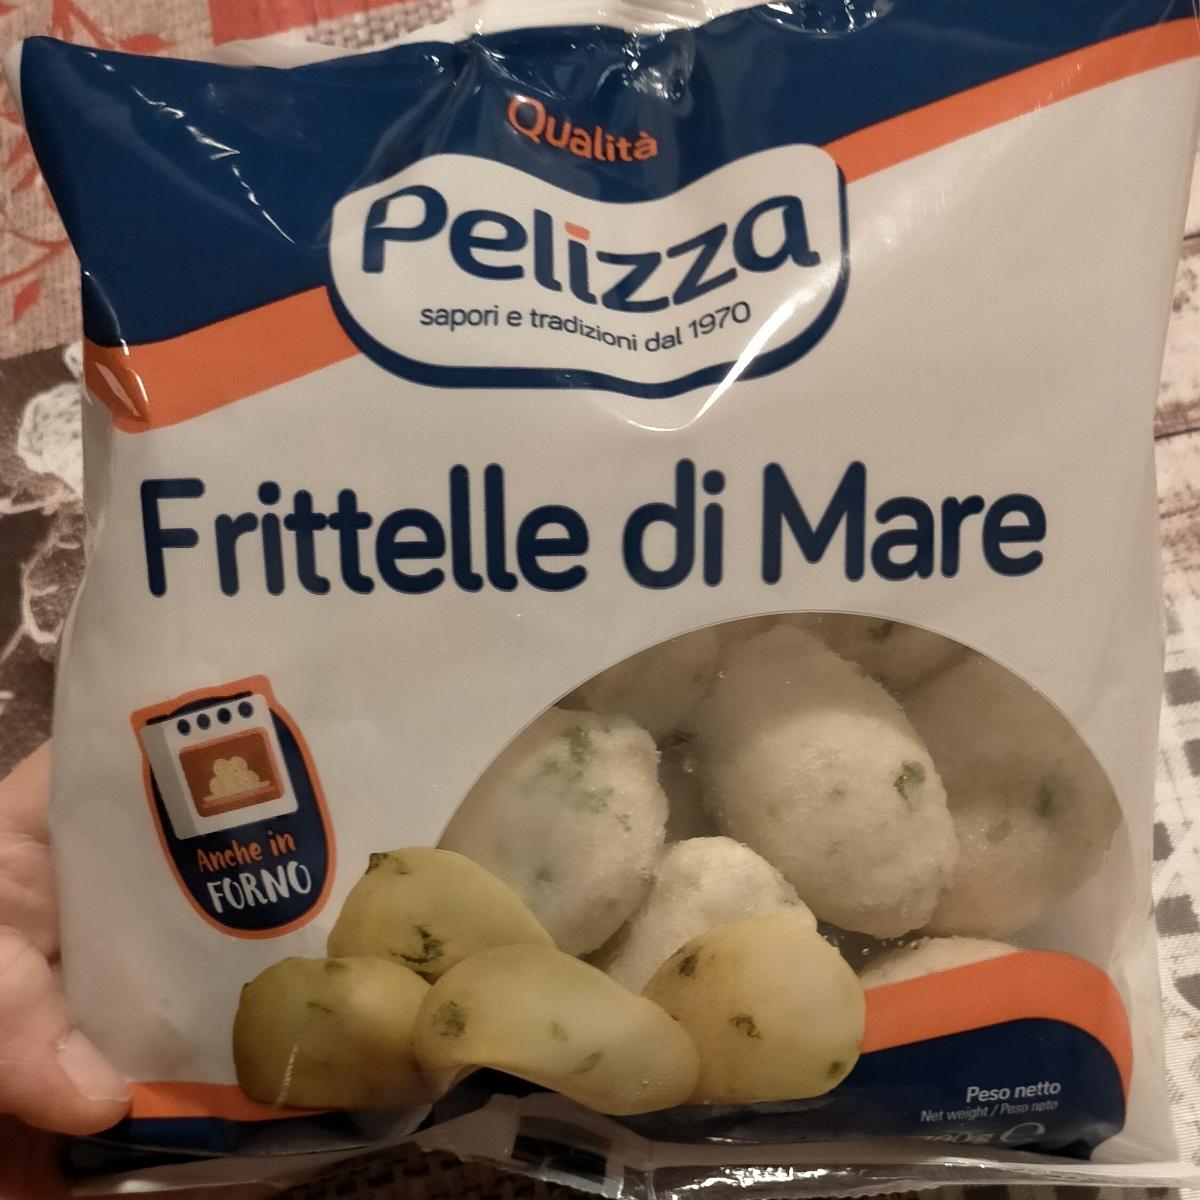 Qualità
Pelizza
sapori e tradizioni dal 1970
Frittelle di Mare
Anche in
FORNO
Peso netto
Net weight / Peso neto